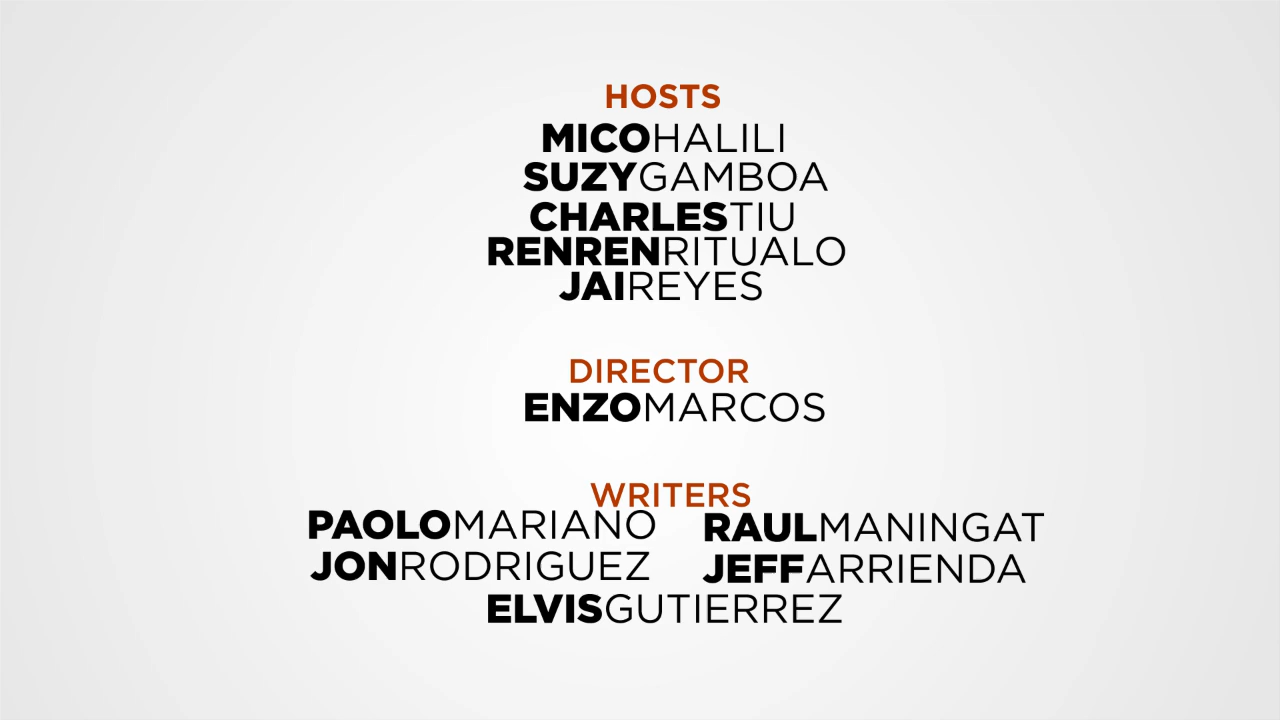 HOSTS
MICOHALILI
SUZYGAMBOA
CHARLESTIU
RENRENRITUALO
JAIREYES
DIRECTOR
ENZOMARCOS
WRITERS
PAOLOMARIANO RAULMANINGAT
JONRODRIGUEZ JEFFARRIENDA
ELVISGUTIERREZ